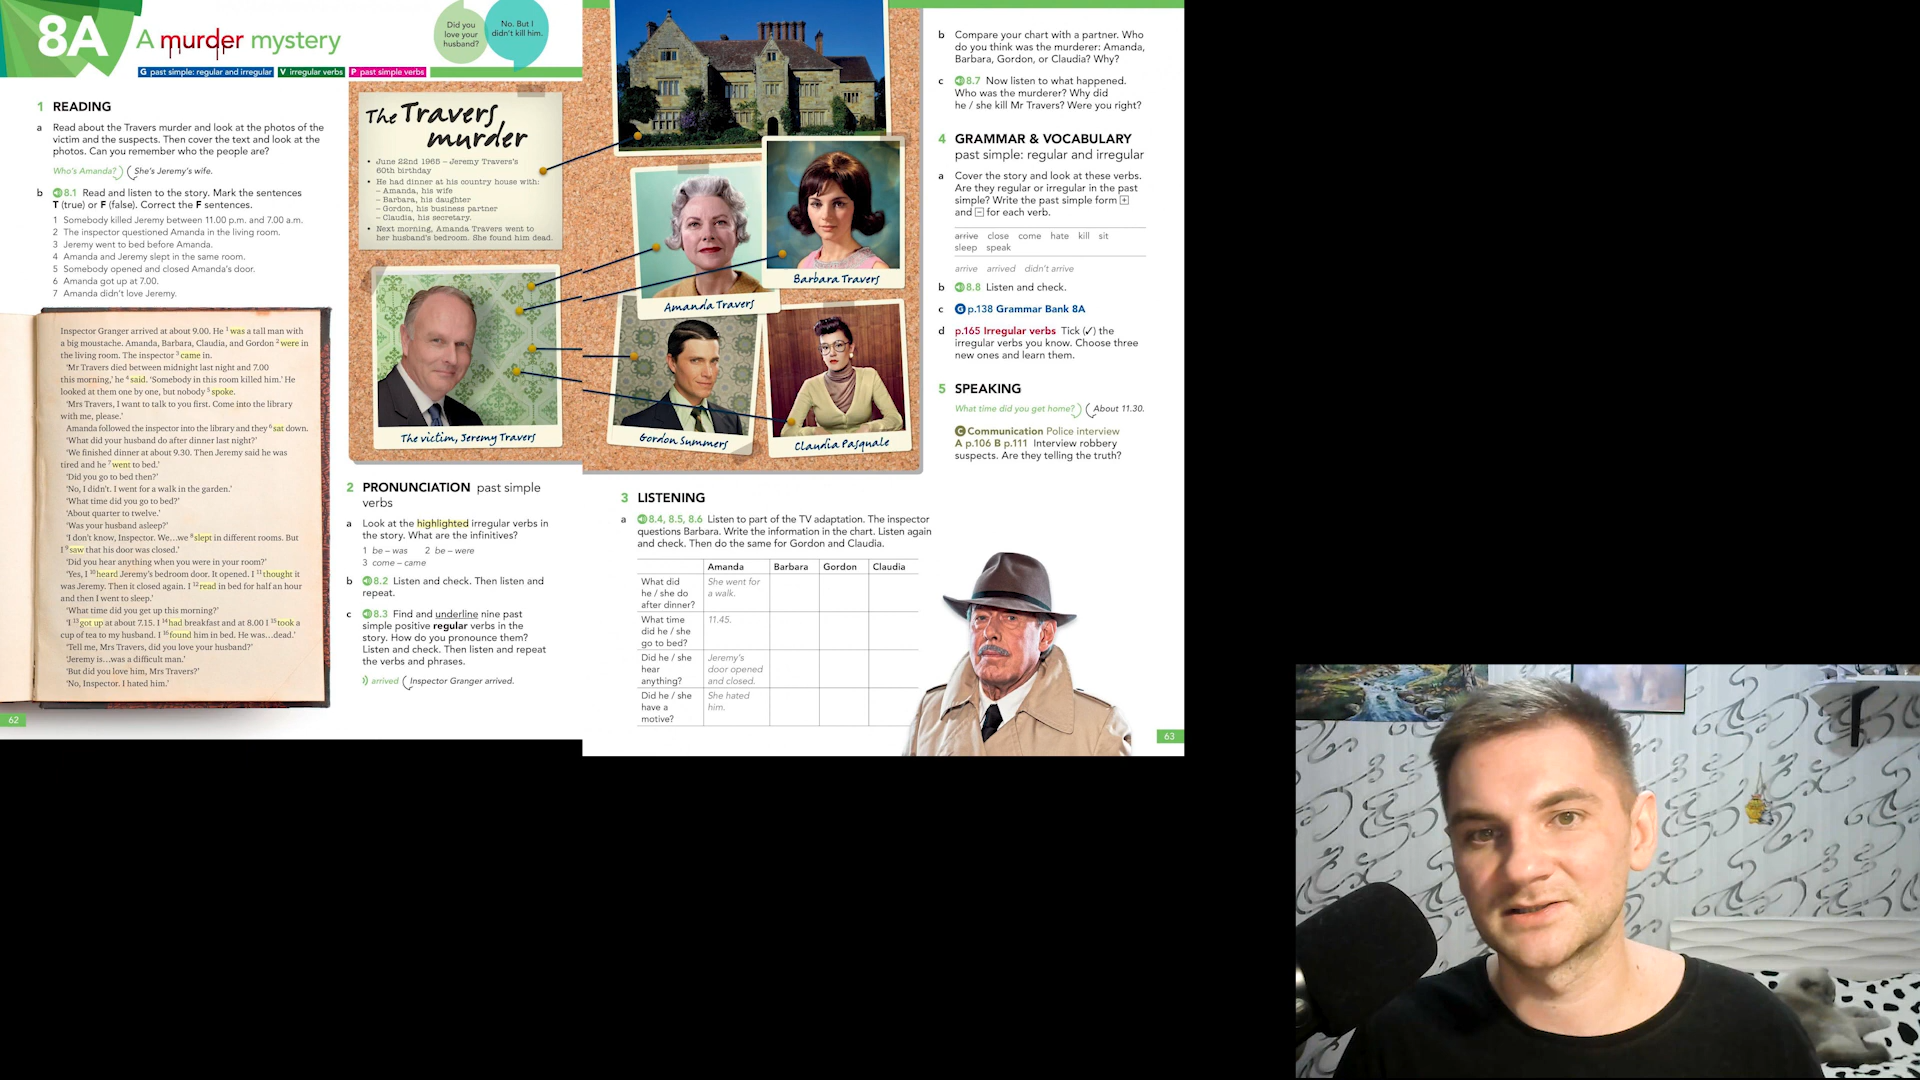 8A
A murder mystery
G past simple: regular and irregular V irregular verbs P past simple verbs
Did you
love your
husband?
No. But I
didn't kill him.
1 READING
a Read about the Travers murder and look at the photos of the
victim and the suspects. Then cover the text and look at the
photos. Can you remember who the people are?
Who's Amanda? She's Jeremy's wife.
b 8.1 Read and listen to the story. Mark the sentences
T (true) or F (false). Correct the F sentences.
1 Somebody killed Jeremy between 11.00 p.m. and 7.00 a.m.
2 The inspector questioned Amanda in the living room.
3 Jeremy went to bed before Amanda.
4 Amanda and Jeremy slept in the same room.
5 Somebody opened and closed Amanda's door.
6 Amanda got up at 7.00.
7 Amanda didn't love Jeremy.
Inspector Granger arrived at about 9.00. He 1 was a tall man with
a big moustache. Amanda, Barbara, Claudia, and Gordon 2 were in
the living room. The inspector 3 came in.
'Mr Travers died between midnight last night and 7.00
this morning,' he 4 said. 'Somebody in this room killed him.' He
looked at them one by one, but nobody 5 spoke.
'Mrs Travers, I want to talk to you first. Come into the library
with me, please.'
Amanda followed the inspector into the library and they 6 sat down.
'What did your husband do after dinner last night?'
'We finished dinner at about 9.30. Then Jeremy said he was
tired and he 7 went to bed.'
'Did you go to bed then?'
'No, I didn't. I went for a walk in the garden.'
'What time did you go to bed?'
'About quarter to twelve.'
'Was your husband asleep?'
'I don't know, Inspector. We...we 8 slept in different rooms. But
I 9 saw that his door was closed.'
'Did you hear anything when you were in your room?'
'Yes, I 10 heard Jeremy's bedroom door. It opened. I 11 thought it
was Jeremy. Then it closed again. I 12 read in bed for half an hour
and then I went to sleep.'
'What time did you get up this morning?'
'I 13 got up at about 7.15. I 14 had breakfast and at 8.00 I 15 took a
cup of tea to my husband. I 16 found him in bed. He was...dead.'
'Tell me, Mrs Travers, did you love your husband?'
'Jeremy is...was a difficult man.'
'But did you love him, Mrs Travers?'
'No, Inspector. I hated him.'
62
The Travers
murder
• June 22nd 1965 – Jeremy Travers's
60th birthday
• He had dinner at his country house with:
– Amanda, his wife
– Barbara, his daughter
– Gordon, his business partner
– Claudia, his secretary.
• Next morning, Amanda Travers went to
her husband's bedroom. She found him dead.
The victim, Jeremy Travers
Amanda Travers
Barbara Travers
Gordon Summers
Claudia Pasquale
2 PRONUNCIATION past simple
verbs
a Look at the highlighted irregular verbs in
the story. What are the infinitives?
1 be – was 2 be – were
3 come – came
b 8.2 Listen and check. Then listen and
repeat.
c 8.3 Find and underline nine past
simple positive regular verbs in the
story. How do you pronounce them?
Listen and check. Then listen and repeat
the verbs and phrases.
arrived Inspector Granger arrived.
3 LISTENING
a 8.4, 8.5, 8.6 Listen to part of the TV adaptation. The inspector
questions Barbara. Write the information in the chart. Listen again
and check. Then do the same for Gordon and Claudia.
Amanda Barbara Gordon Claudia
What did
he / she do
after dinner?
She went for
a walk.
What time
did he / she
go to bed?
11.45.
Did he / she
hear
anything?
Jeremy's
door opened
and closed.
Did he / she
have a
motive?
She hated
him.
b Compare your chart with a partner. Who
do you think was the murderer: Amanda,
Barbara, Gordon, or Claudia? Why?
c 8.7 Now listen to what happened.
Who was the murderer? Why did
he / she kill Mr Travers? Were you right?
4 GRAMMAR & VOCABULARY
past simple: regular and irregular
a Cover the story and look at these verbs.
Are they regular or irregular in the past
simple? Write the past simple form +
and – for each verb.
arrive close come hate kill sit
sleep speak
arrive arrived didn't arrive
b 8.8 Listen and check.
c G p.138 Grammar Bank 8A
d p.165 Irregular verbs Tick (✓) the
irregular verbs you know. Choose three
new ones and learn them.
5 SPEAKING
What time did you get home? About 11.30.
C Communication Police interview
A p.106 B p.111 Interview robbery
suspects. Are they telling the truth?
63